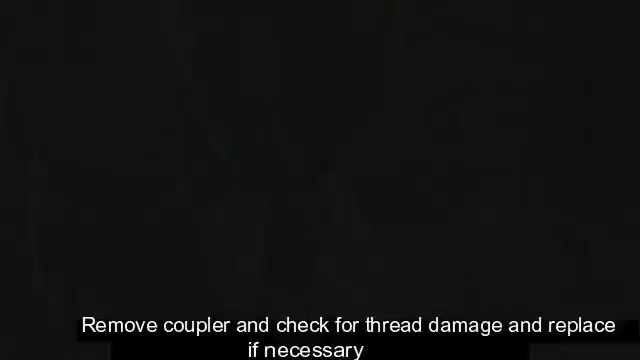 Remove coupler and check for thread damage and replace
if necessary